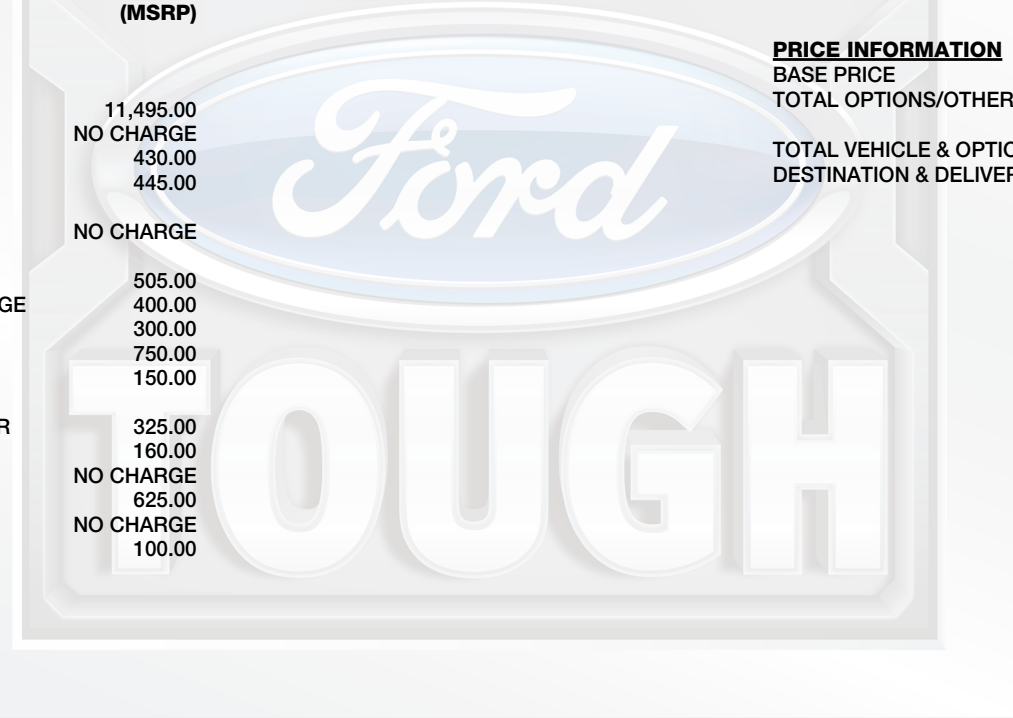 (MSRP)
11,495.00
NO CHARGE
430.00
445.00
NO CHARGE
505.00
GE 400.00
300.00
750.00
150.00
R 325.00
160.00
NO CHARGE
625.00
NO CHARGE
100.00
PRICE INFORMATION
BASE PRICE
TOTAL OPTIONS/OTHER
TOTAL VEHICLE & OPTIO
DESTINATION & DELIVER
Ford
TOUGH